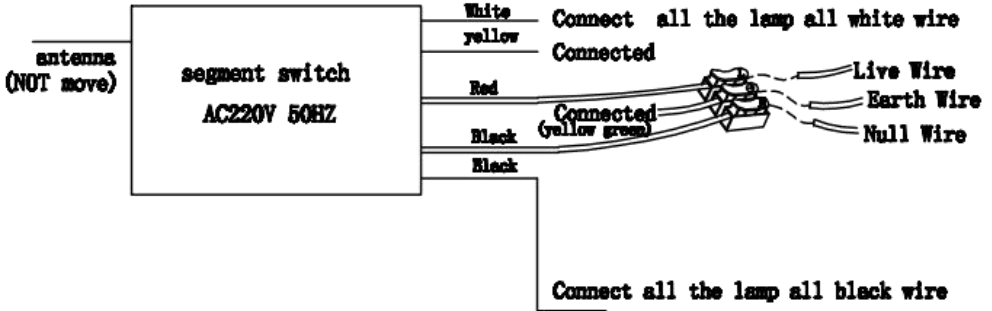 White
Connect all the lamp all white wire
yellow
Connected
antenna
(NOT move)
segment switch
AC220V 50HZ
Live Wire
Red
Earth Wire
Connected
(yellow green)
Black
Null Wire
Black
Connect all the lamp all black wire